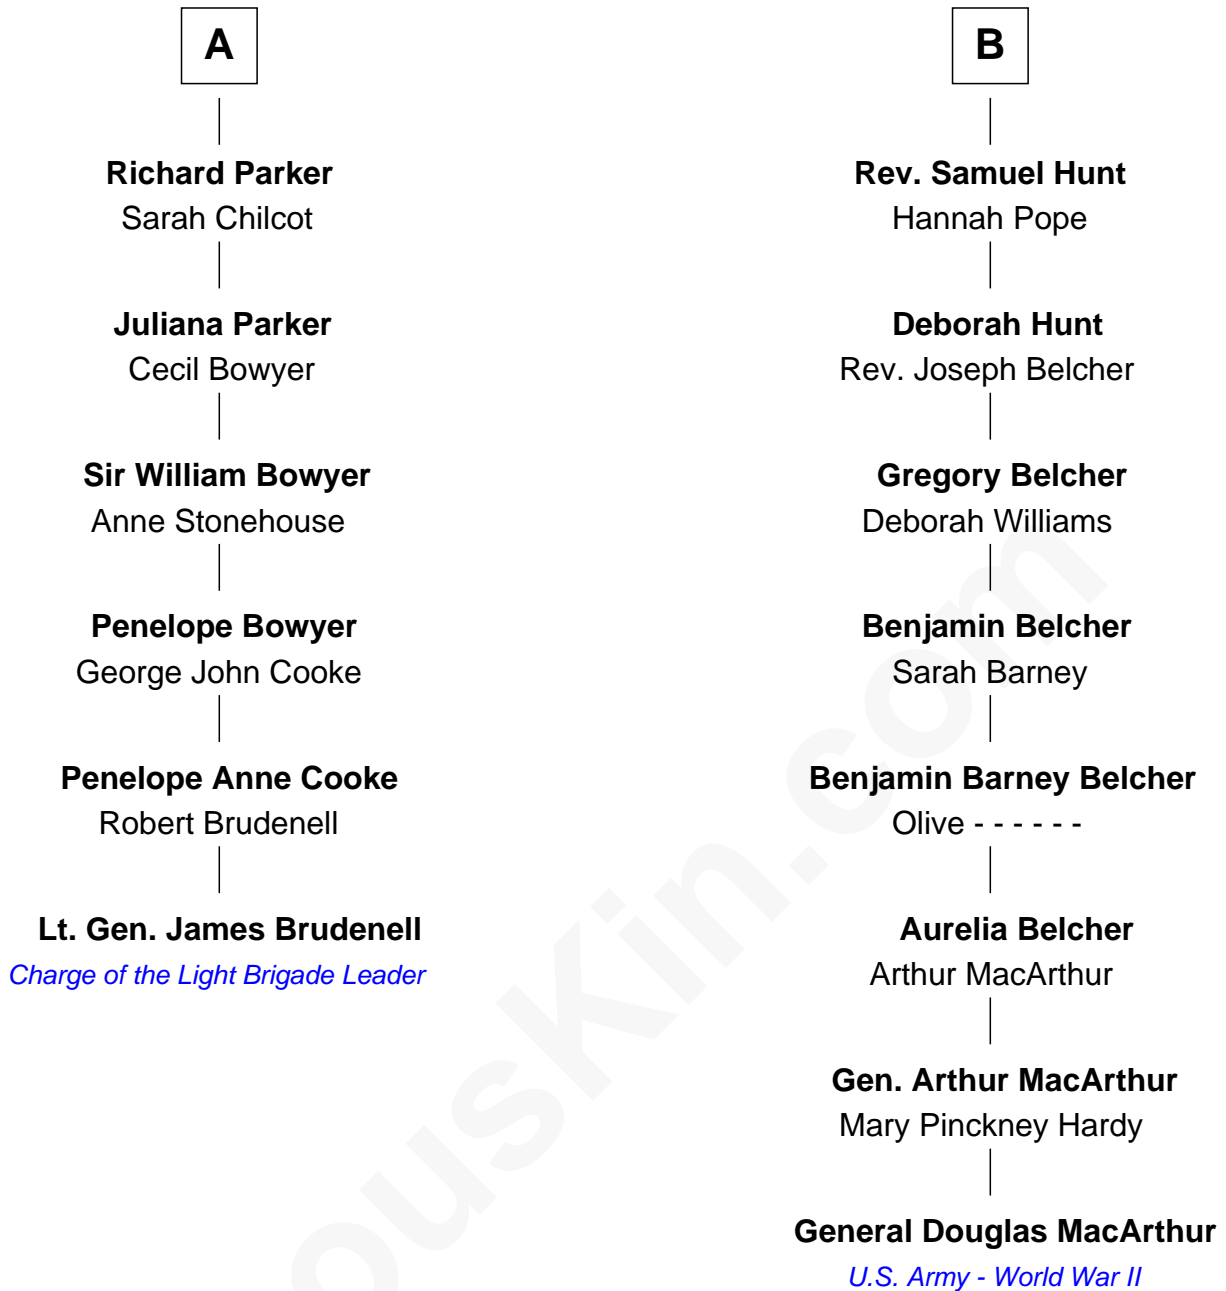 A
Richard Parker
Sarah Chilcot
Juliana Parker
Cecil Bowyer
Sir William Bowyer
Anne Stonehouse
Penelope Bowyer
George John Cooke
Penelope Anne Cooke
Robert Brudenell
Lt. Gen. James Brudenell
Charge of the Light Brigade Leader
B
Rev. Samuel Hunt
Hannah Pope
Deborah Hunt
Rev. Joseph Belcher
Gregory Belcher
Deborah Williams
Benjamin Belcher
Sarah Barney
Benjamin Barney Belcher
Olive - - - - - -
Aurelia Belcher
Arthur MacArthur
Gen. Arthur MacArthur
Mary Pinckney Hardy
General Douglas MacArthur
U.S. Army - World War II
ousKin.com